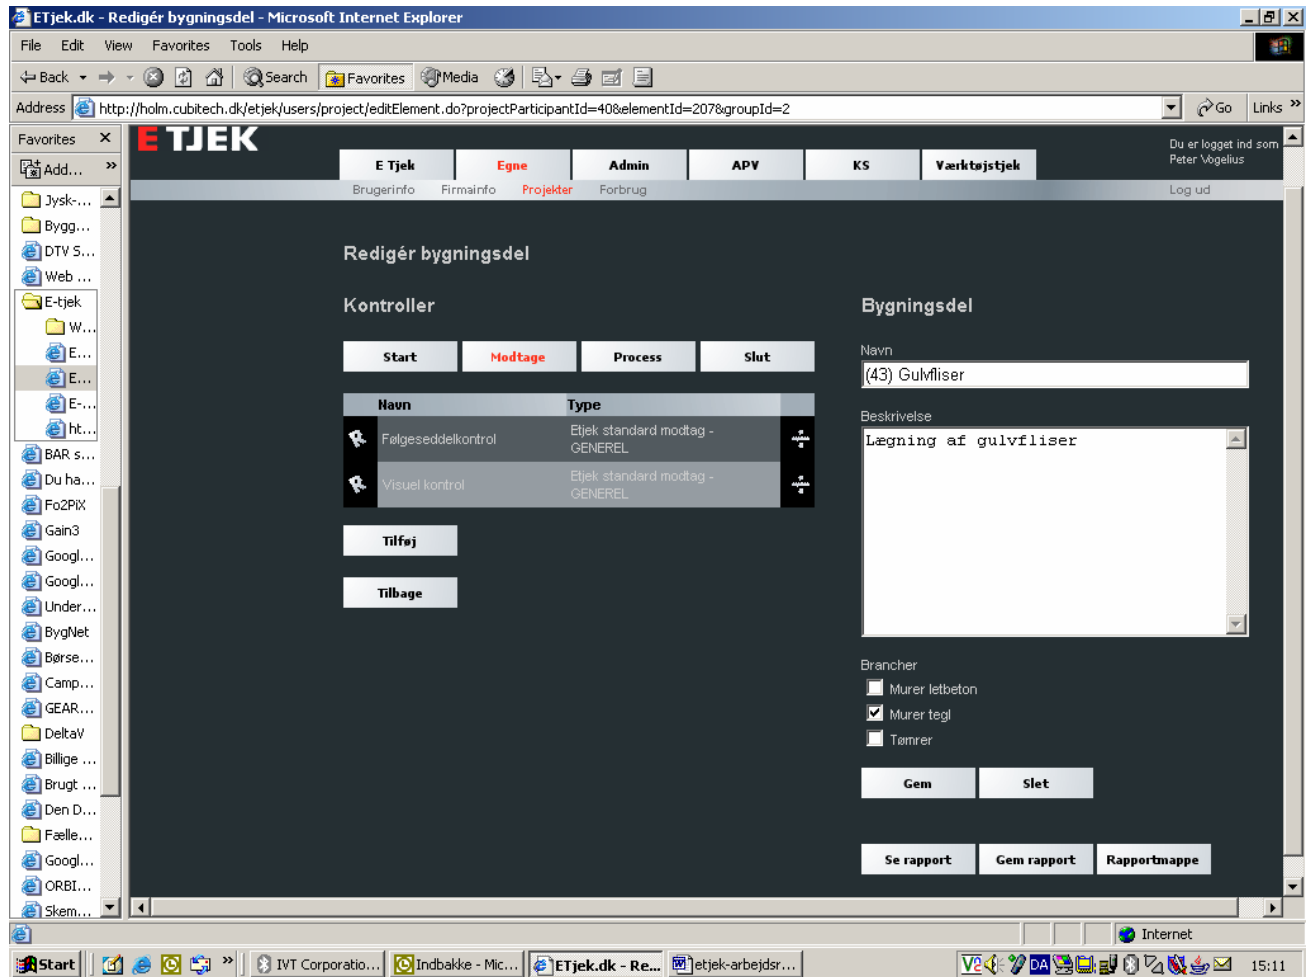 ETjek.dk - Redigér bygningsdel - Microsoft Internet Explorer
File Edit View Favorites Tools Help
Back Search Favorites Media
Address http://holm.cubitech.dk/etjek/users/project/editElement.do?projectParticipantId=40&elementId=207&groupId=2 Go Links »
Favorites ×
Add... »
Jysk-...
Bygg...
DTV S...
Web ...
E-tjek
W...
E...
E...
E-...
ht...
BAR s...
Du ha...
Fo2PiX
Gain3
Googl...
Googl...
Under...
BygNet
Børse...
Camp...
GEAR...
DeltaV
Billige ...
Brugt ...
Den D...
Fælle...
Googl...
ORBI...
Skem...
E TJEK
Du er logget ind som
Peter Vogelius
E Tjek Egne Admin APV KS Værktøjstjek
Brugerinfo Firmainfo Projekter Forbrug Log ud
Redigér bygningsdel
Kontroller
Start Modtage Process Slut
Navn Type
Følgeseddelkontrol Etjek standard modtag -
GENEREL
Visuel kontrol Etjek standard modtag -
GENEREL
Tilføj
Tilbage
Bygningsdel
Navn
(43) Gulvfliser
Beskrivelse
Lægning af gulvfliser
Brancher
Murer letbeton
Murer tegl
Tømrer
Gem Slet
Se rapport Gem rapport Rapportmappe
Internet
Start » IVT Corporatio... Indbakke - Mic... ETjek.dk - Re... etjek-arbejdsr... DA 15:11